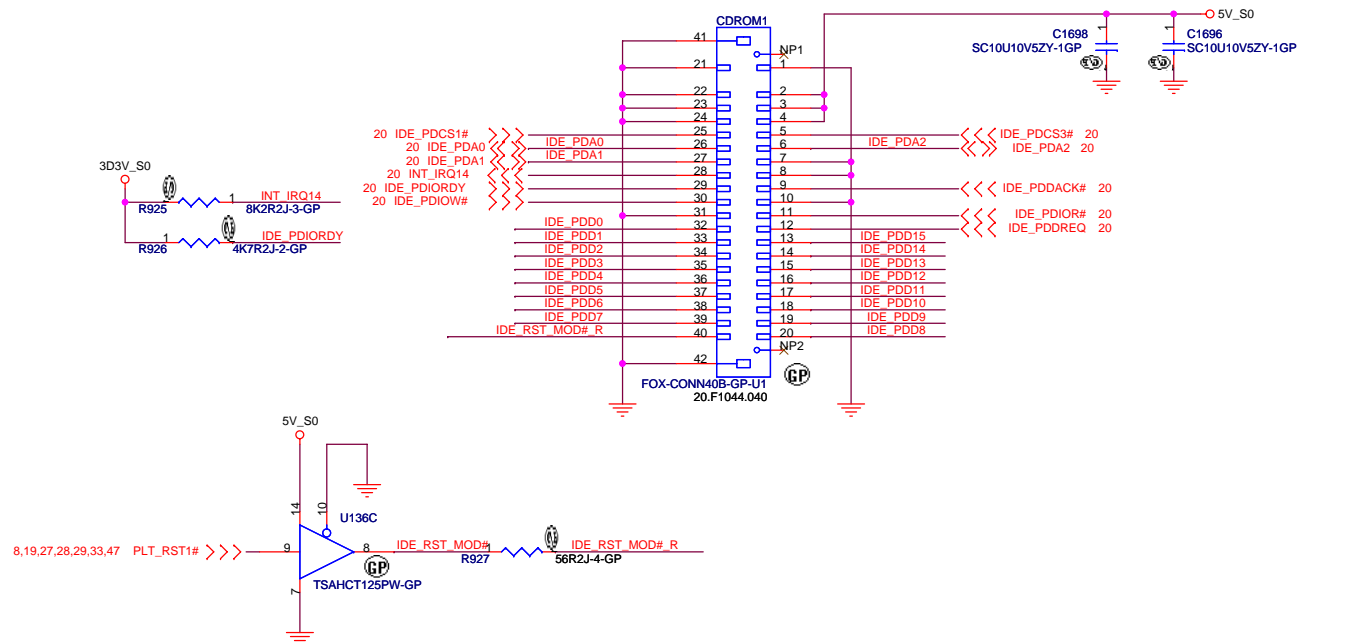 CDROM1
5V_S0
C1698
SC10U10V5ZY-1GP
1
C1696
SC10U10V5ZY-1GP
1
NP1
41
21
22
23
24
25
26
27
28
29
30
31
32
33
34
35
36
37
38
39
40
42
1
2
3
4
5
6
7
8
9
10
11
12
13
14
15
16
17
18
19
20
NP2
20 IDE_PDCS1#
20 IDE_PDA0
IDE_PDA0
20 IDE_PDA1
IDE_PDA1
20 INT_IRQ14
20 IDE_PDIORDY
20 IDE_PDIOW#
IDE_PDD0
IDE_PDD1
IDE_PDD2
IDE_PDD3
IDE_PDD4
IDE_PDD5
IDE_PDD6
IDE_PDD7
IDE_RST_MOD#_R
IDE_PDCS3# 20
IDE_PDA2
IDE_PDA2 20
IDE_PDDACK# 20
IDE_PDIOR# 20
IDE_PDDREQ 20
IDE_PDD15
IDE_PDD14
IDE_PDD13
IDE_PDD12
IDE_PDD11
IDE_PDD10
IDE_PDD9
IDE_PDD8
FOX-CONN40B-GP-U1
20.F1044.040
GP
3D3V_S0
1
INT_IRQ14
R925
8K2R2J-3-GP
1
IDE_PDIORDY
R926
4K7R2J-2-GP
5V_S0
14
10
U136C
8,19,27,28,29,33,47 PLT_RST1#
9
8
IDE_RST_MOD#
1
IDE_RST_MOD#_R
R927
56R2J-4-GP
GP
TSAHCT125PW-GP
7